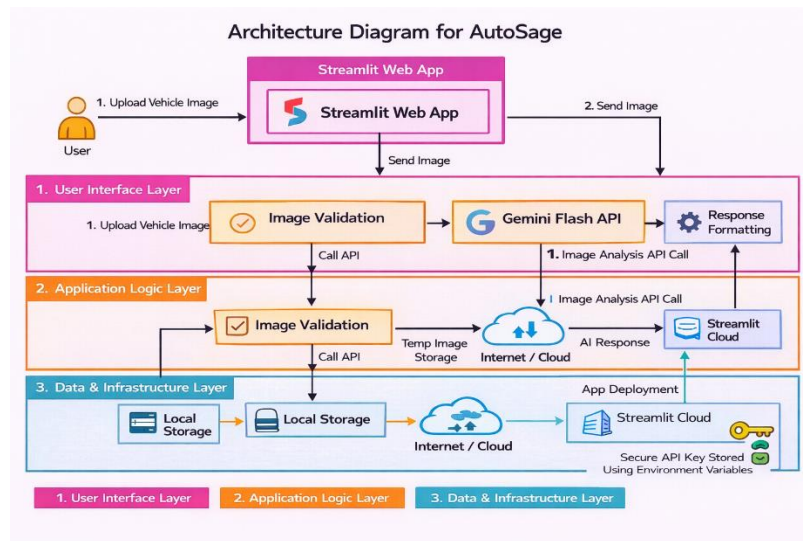 Architecture Diagram for AutoSage
Streamlit Web App
1. Upload Vehicle Image
Streamlit Web App
2. Send Image
User
Send Image
1. User Interface Layer
1. Upload Vehicle Image
Image Validation
Gemini Flash API
Response
Formatting
Call API
1. Image Analysis API Call
2. Application Logic Layer
Image Analysis API Call
Image Validation
Temp Image
Storage
Internet / Cloud
AI Response
Streamlit
Cloud
Call API
3. Data & Infrastructure Layer
App Deployment
Local
Storage
Local Storage
Internet / Cloud
Streamlit Cloud
Secure API Key Stored
Using Environment Variables
1. User Interface Layer
2. Application Logic Layer
3. Data & Infrastructure Layer